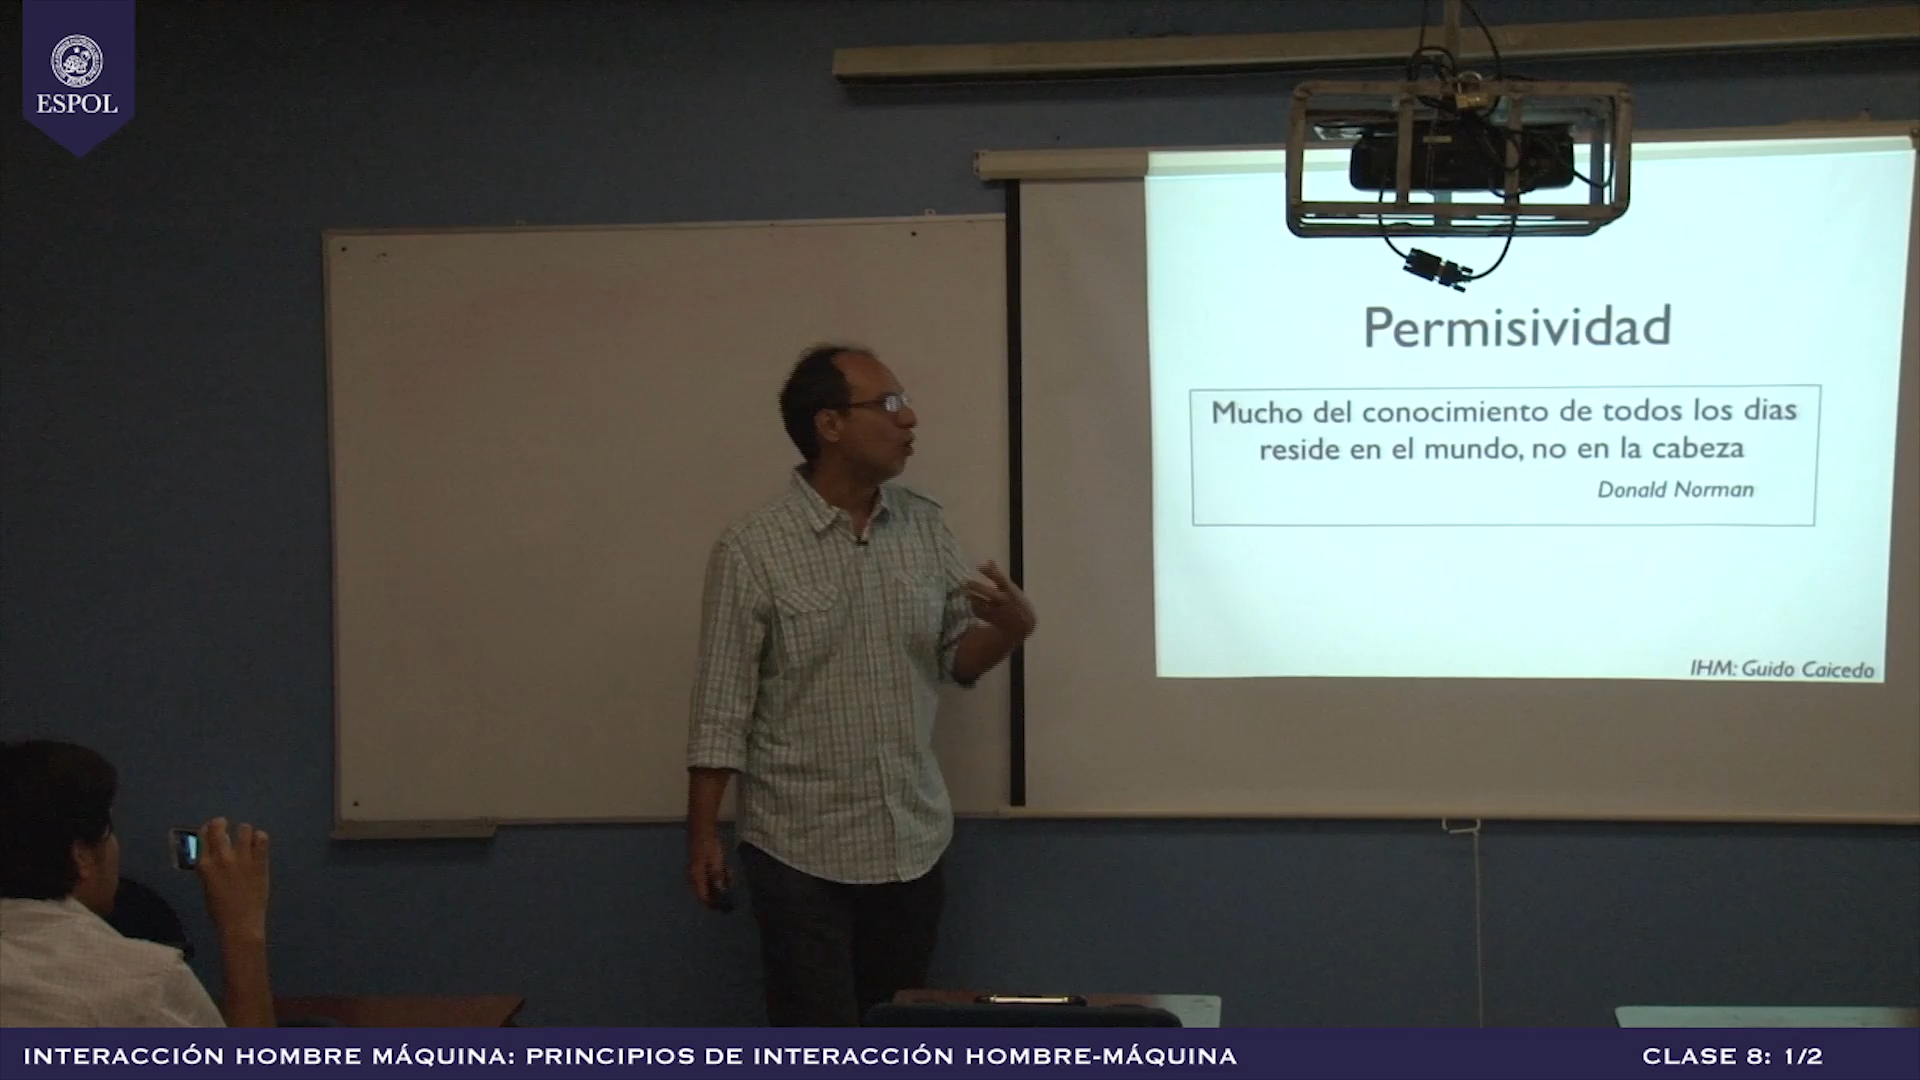 ESPOL
Permisividad
Mucho del conocimiento de todos los dias
reside en el mundo, no en la cabeza
Donald Norman
IHM: Guido Caicedo
INTERACCIÓN HOMBRE MÁQUINA: PRINCIPIOS DE INTERACCIÓN HOMBRE-MÁQUINA
CLASE 8: 1/2